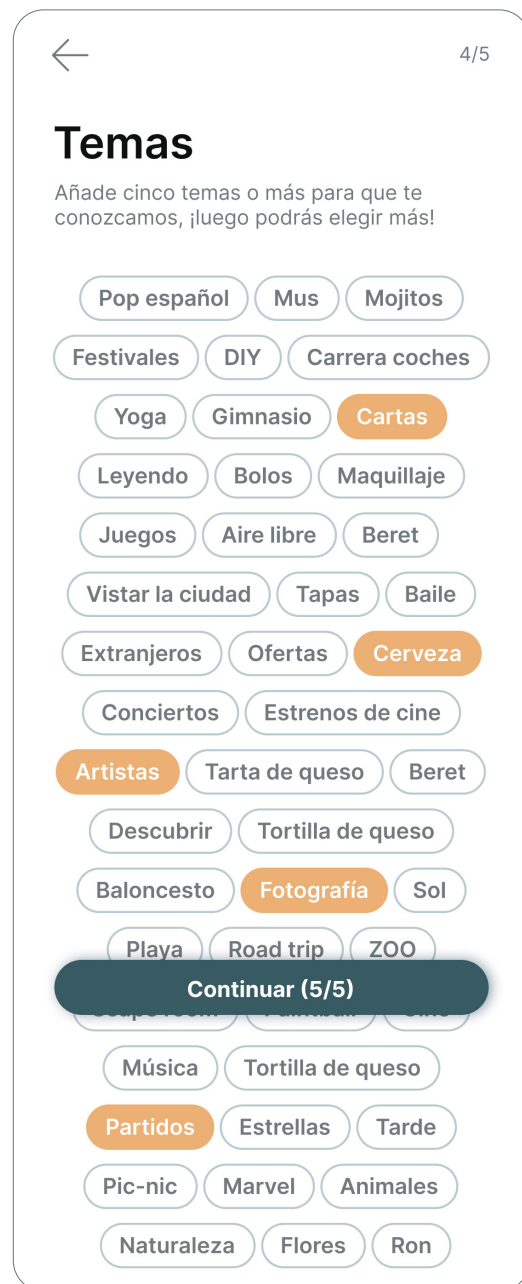 4/5
Temas
Añade cinco temas o más para que te
conozcamos, ¡luego podrás elegir más!
Pop español Mus Mojitos
Festivales DIY Carrera coches
Yoga Gimnasio Cartas
Leyendo Bolos Maquillaje
Juegos Aire libre Beret
Vistar la ciudad Tapas Baile
Extranjeros Ofertas Cerveza
Conciertos Estrenos de cine
Artistas Tarta de queso Beret
Descubrir Tortilla de queso
Baloncesto Fotografía Sol
Playa Road trip ZOO
Continuar (5/5)
Música Tortilla de queso
Partidos Estrellas Tarde
Pic-nic Marvel Animales
Naturaleza Flores Ron